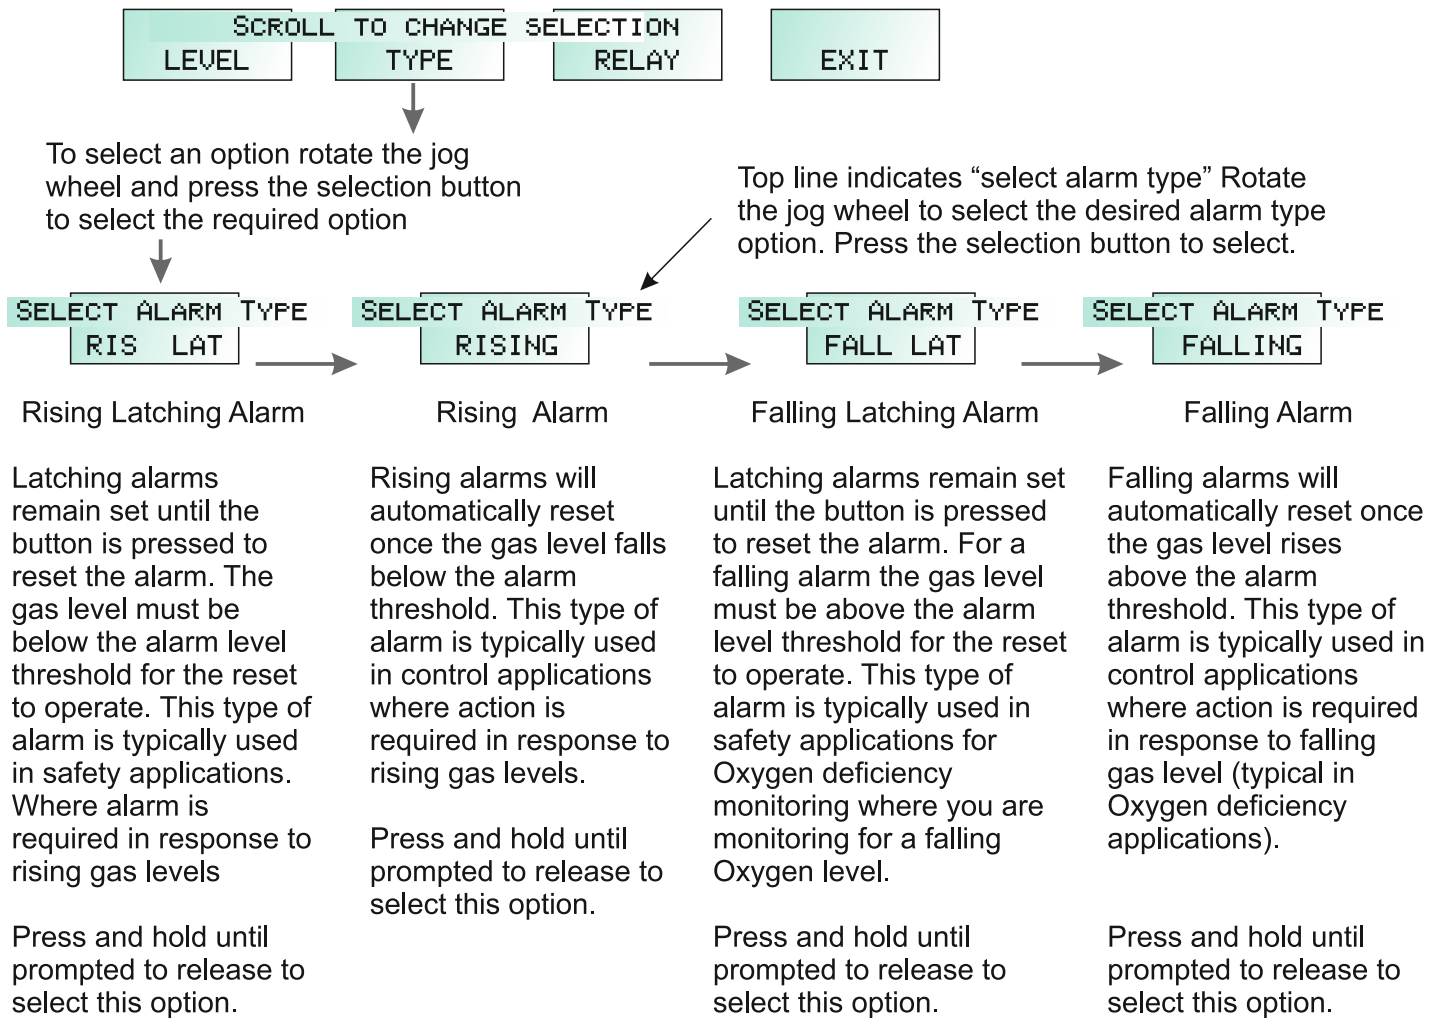 SCROLL TO CHANGE SELECTION
LEVEL TYPE RELAY EXIT
To select an option rotate the jog
wheel and press the selection button
to select the required option
Top line indicates “select alarm type” Rotate
the jog wheel to select the desired alarm type
option. Press the selection button to select.
SELECT ALARM TYPE
RIS LAT
SELECT ALARM TYPE
RISING
SELECT ALARM TYPE
FALL LAT
SELECT ALARM TYPE
FALLING
Rising Latching Alarm
Latching alarms
remain set until the
button is pressed to
reset the alarm. The
gas level must be
below the alarm level
threshold for the reset
to operate. This type of
alarm is typically used
in safety applications.
Where alarm is
required in response to
rising gas levels
Press and hold until
prompted to release to
select this option.
Rising Alarm
Rising alarms will
automatically reset
once the gas level falls
below the alarm
threshold. This type of
alarm is typically used
in control applications
where action is
required in response to
rising gas levels.
Press and hold until
prompted to release to
select this option.
Falling Latching Alarm
Latching alarms remain set
until the button is pressed
to reset the alarm. For a
falling alarm the gas level
must be above the alarm
level threshold for the reset
to operate. This type of
alarm is typically used in
safety applications for
Oxygen deficiency
monitoring where you are
monitoring for a falling
Oxygen level.
Press and hold until
prompted to release to
select this option.
Falling Alarm
Falling alarms will
automatically reset once
the gas level rises
above the alarm
threshold. This type of
alarm is typically used in
control applications
where action is required
in response to falling
gas level (typical in
Oxygen deficiency
applications).
Press and hold until
prompted to release to
select this option.